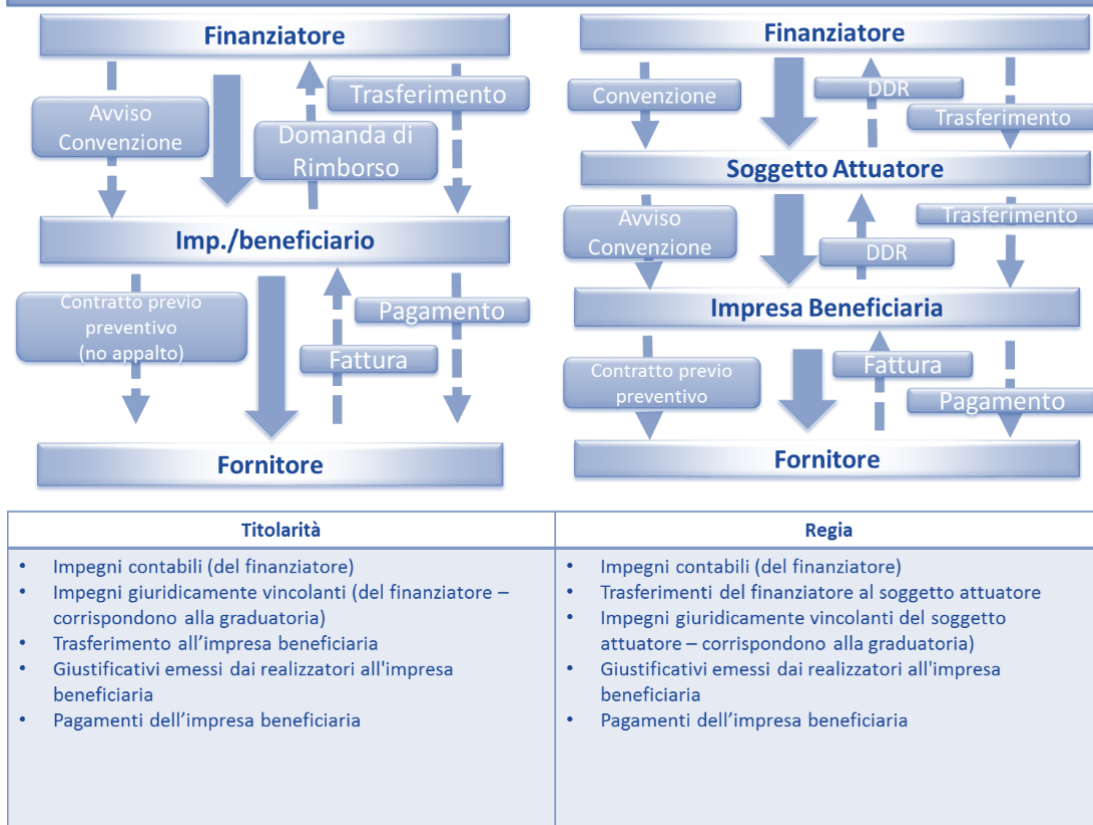 Finanziatore
Avviso
Convenzione
Domanda di
Rimborso
Trasferimento
Imp./beneficiario
Contratto previo
preventivo
(no appalto)
Fattura
Pagamento
Fornitore
Finanziatore
Convenzione
DDR
Trasferimento
Soggetto Attuatore
Avviso
Convenzione
DDR
Trasferimento
Impresa Beneficiaria
Contratto previo
preventivo
Fattura
Pagamento
Fornitore
Titolarità
• Impegni contabili (del finanziatore)
• Impegni giuridicamente vincolanti (del finanziatore –
corrispondono alla graduatoria)
• Trasferimento all’impresa beneficiaria
• Giustificativi emessi dai realizzatori all'impresa
beneficiaria
• Pagamenti dell’impresa beneficiaria
Regia
• Impegni contabili (del finanziatore)
• Trasferimenti del finanziatore al soggetto attuatore
• Impegni giuridicamente vincolanti del soggetto
attuatore – corrispondono alla graduatoria)
• Giustificativi emessi dai realizzatori all'impresa
beneficiaria
• Pagamenti dell’impresa beneficiaria